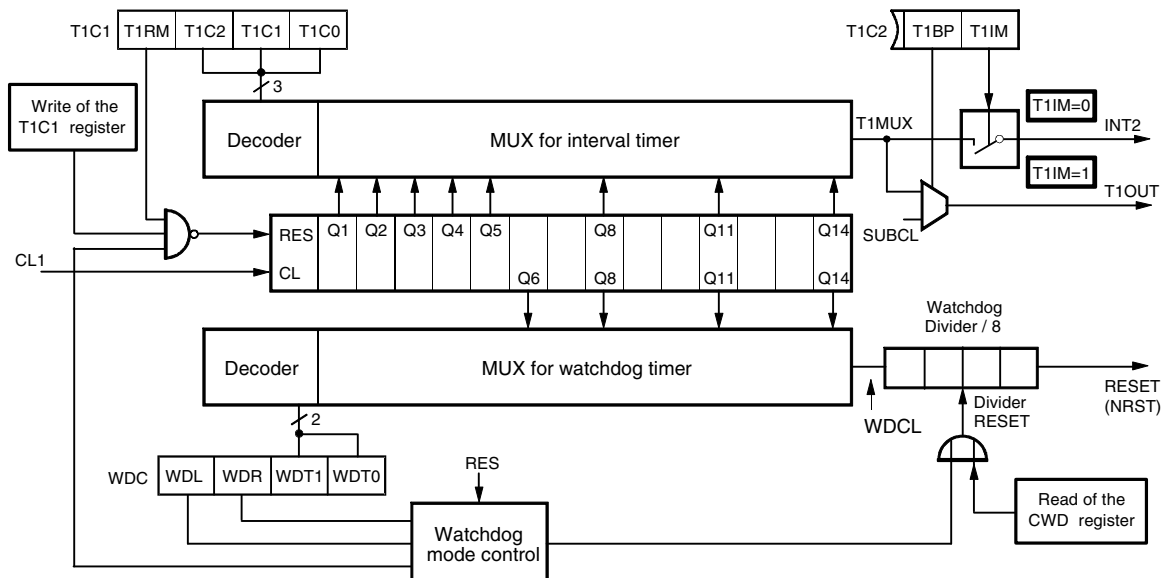 T1C1 T1RM T1C2 T1C1 T1C0
T1C2 T1BP T1IM
3
Write of the
T1C1 register
Decoder
MUX for interval timer
T1MUX
T1IM=0
INT2
T1IM=1
T1OUT
SUBCL
RES Q1 Q2 Q3 Q4 Q5 Q8 Q11 Q14
CL1
CL Q6 Q8 Q11 Q14
Watchdog
Divider / 8
Decoder
MUX for watchdog timer
RESET
(NRST)
Divider
RESET
WDCL
2
WDC WDL WDR WDT1 WDT0
RES
Watchdog
mode control
Read of the
CWD register